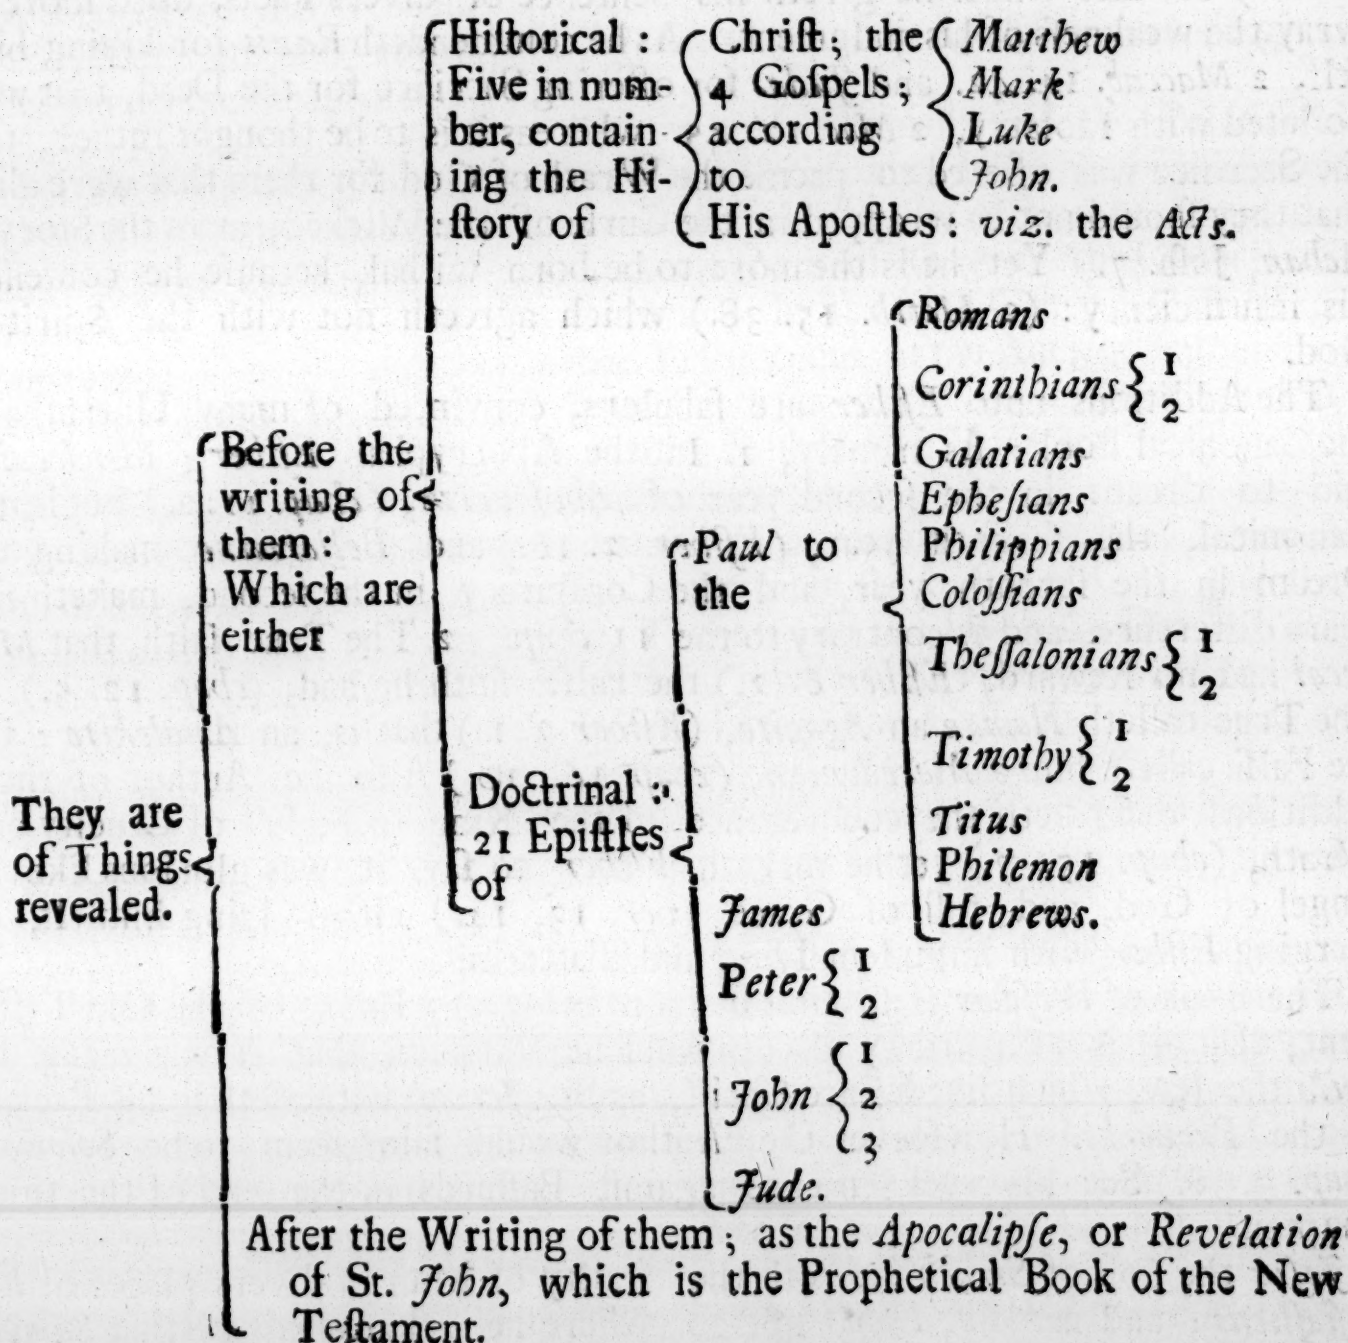 They are
of Things
revealed.
Before the
writing of
them:
Which are
either
Hiſtorical:
Five in num-
ber, contain
ing the Hi-
ſtory of
Chriſt; the
4 Goſpels;
according
to
Matthew
Mark
Luke
John.
His Apoſtles: viz. the Acts.
Doctrinal:
21 Epiſtles
of
Paul to
the
Romans
Corinthians 1
2
Galatians
Epheſians
Philippians
Coloſſians
Theſſalonians 1
2
Timothy 1
2
Titus
Philemon
Hebrews.
James
Peter 1
2
John 1
2
3
Jude.
After the Writing of them; as the Apocalipſe, or Revelation
of St. John, which is the Prophetical Book of the New
Teſtament.